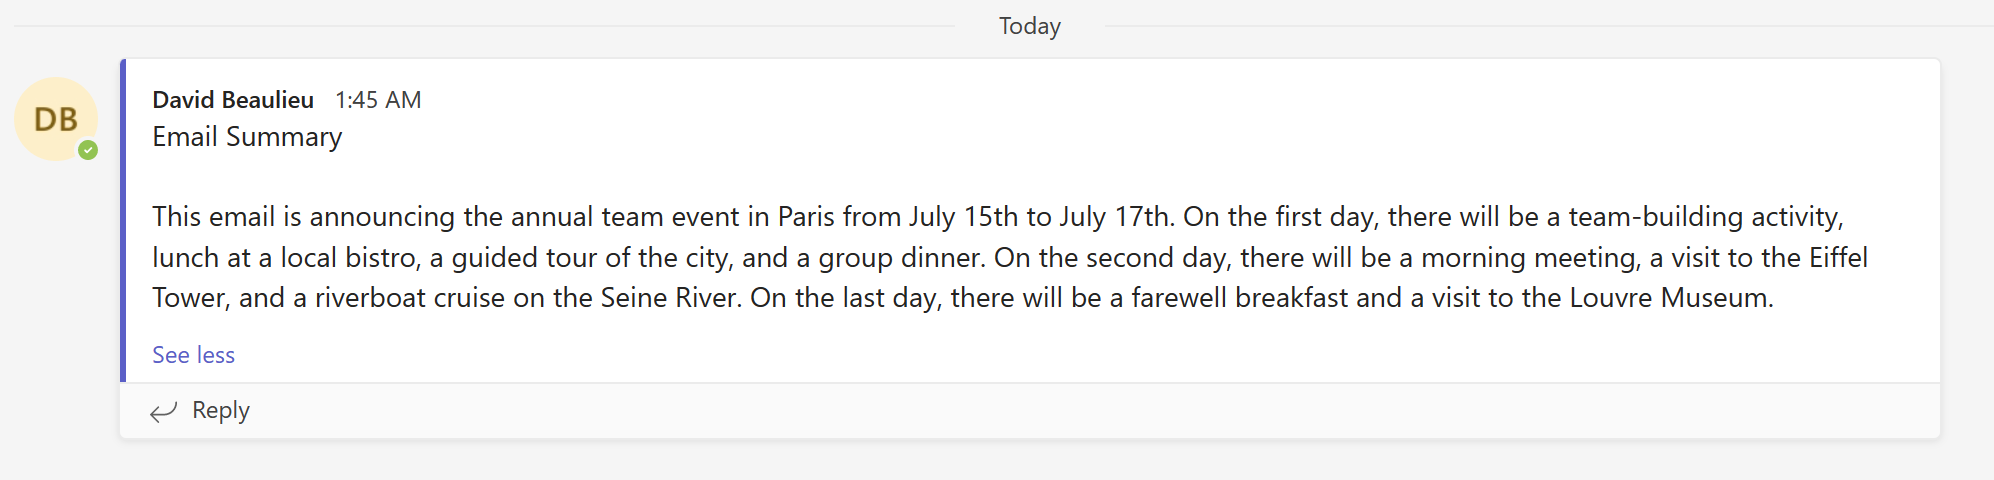 Today
DB
David Beaulieu 1:45 AM
Email Summary
This email is announcing the annual team event in Paris from July 15th to July 17th. On the first day, there will be a team-building activity,
lunch at a local bistro, a guided tour of the city, and a group dinner. On the second day, there will be a morning meeting, a visit to the Eiffel
Tower, and a riverboat cruise on the Seine River. On the last day, there will be a farewell breakfast and a visit to the Louvre Museum.
See less
Reply